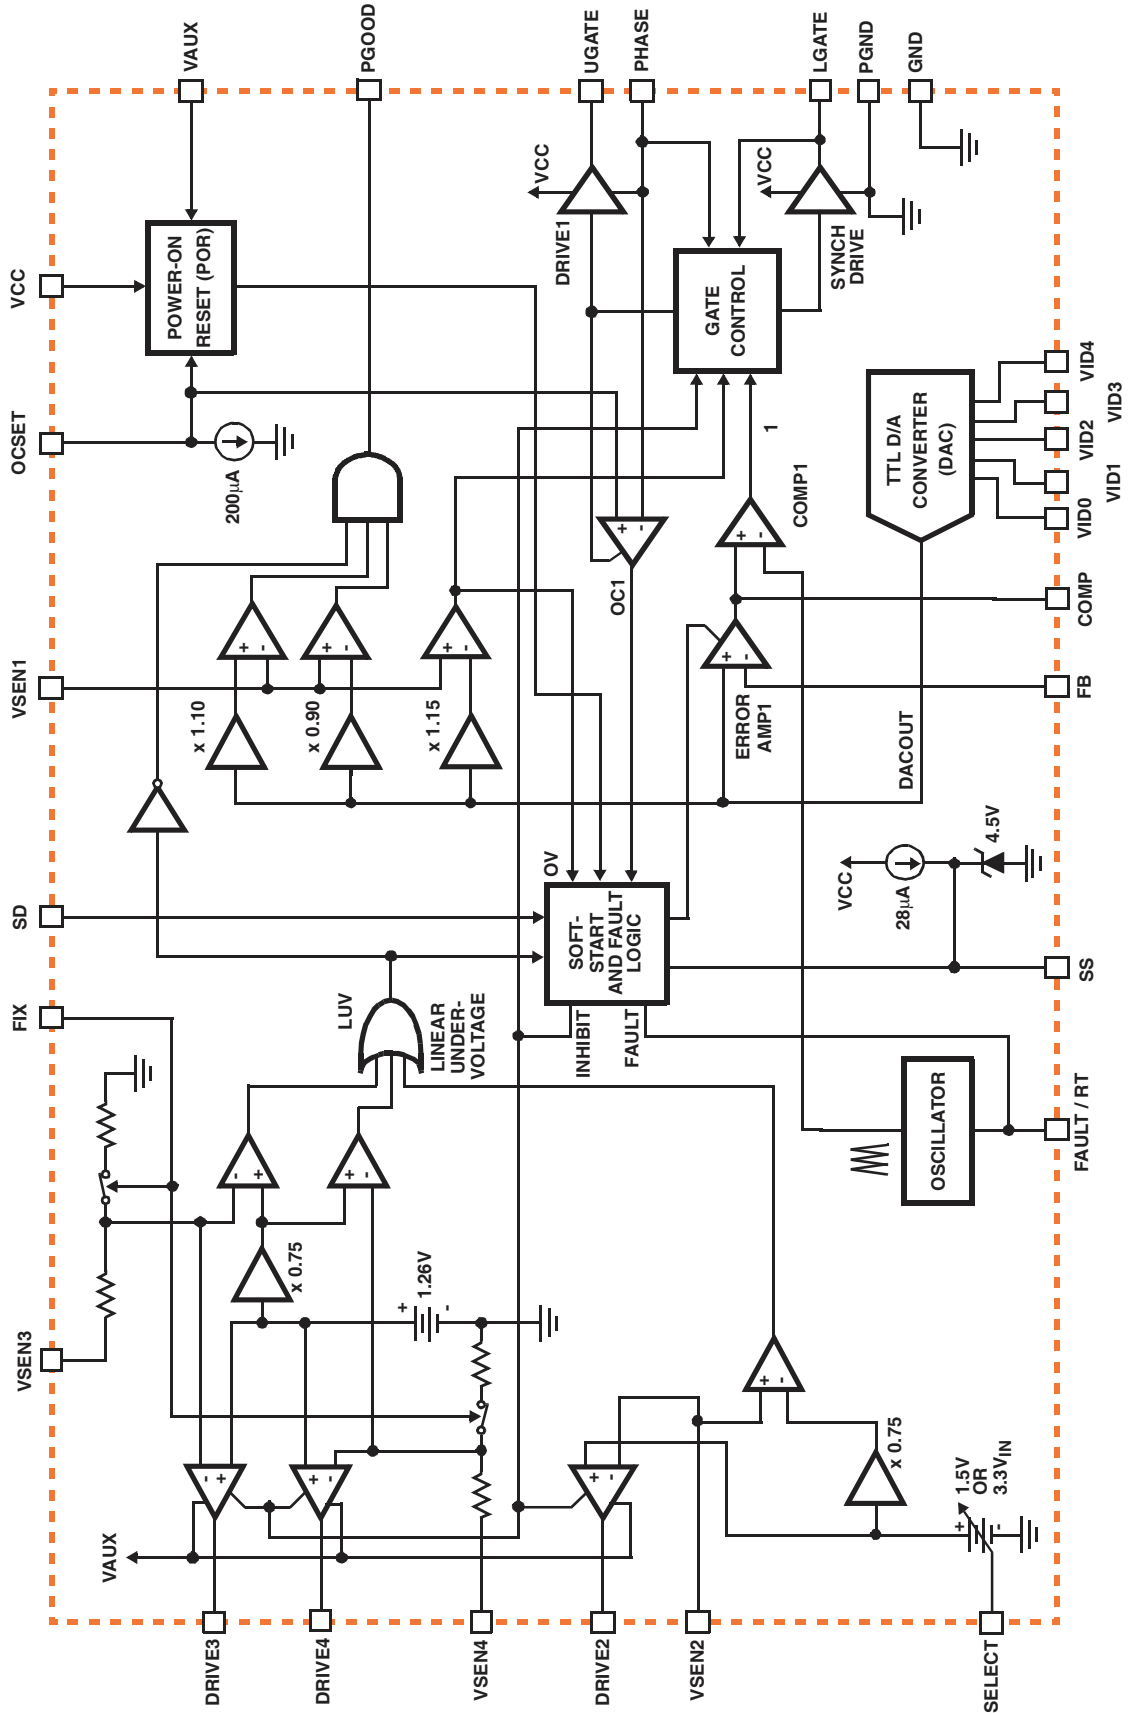 VSEN3
FIX
SD
VSEN1
OCSET
VCC
VAUX
PGOOD
UGATE
PHASE
LGATE
PGND
GND
POWER-ON
RESET (POR)
200µA
x 1.10
x 0.90
x 1.15
+
-
+
-
+
-
LUV
LINEAR
UNDER-
VOLTAGE
-
+
+
-
x 0.75
+
1.26V
-
VAUX
-
+
+
-
DRIVE1
VCC
VCC
SYNCH
DRIVE
GATE
CONTROL
+
-
OC1
OV
SOFT-
START
AND FAULT
LOGIC
INHIBIT
FAULT
1
COMP1
+
-
+
-
ERROR
AMP1
TTL D/A
CONVERTER
(DAC)
DACOUT
VCC
28µA
4.5V
OSCILLATOR
+
-
+
-
x 0.75
+
-
1.5V
OR
3.3VIN
DRIVE3
DRIVE4
VSEN4
DRIVE2
VSEN2
SELECT
FAULT / RT
SS
FB
COMP
VID0
VID1
VID2
VID3
VID4